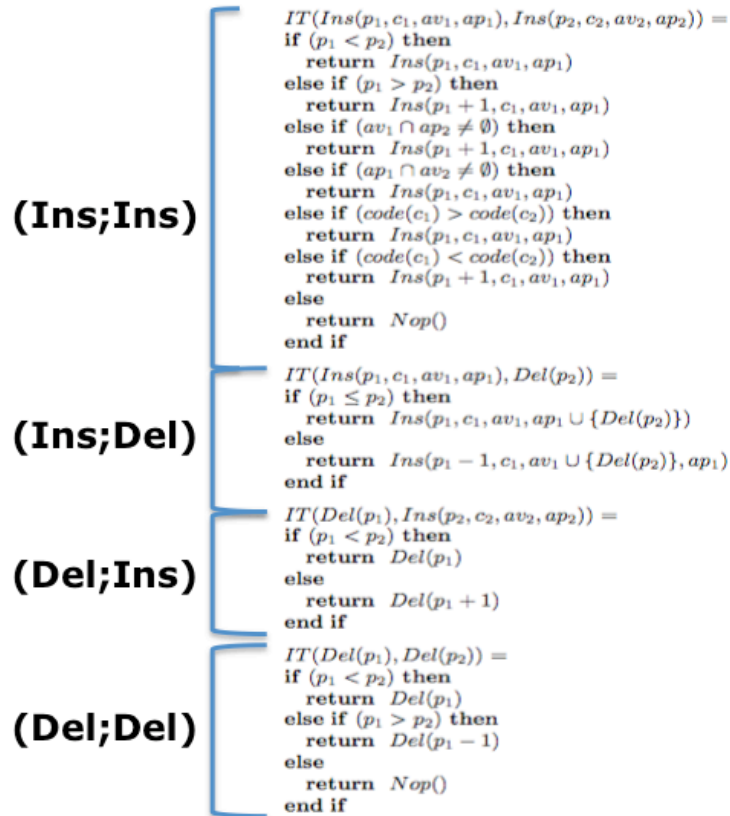 (Ins;Ins)
IT(Ins(p₁, c₁, av₁, ap₁), Ins(p₂, c₂, av₂, ap₂)) =
if (p₁ < p₂) then
return Ins(p₁, c₁, av₁, ap₁)
else if (p₁ > p₂) then
return Ins(p₁ + 1, c₁, av₁, ap₁)
else if (av₁ ∩ ap₂ ≠ ∅) then
return Ins(p₁ + 1, c₁, av₁, ap₁)
else if (ap₁ ∩ av₂ ≠ ∅) then
return Ins(p₁, c₁, av₁, ap₁)
else if (code(c₁) > code(c₂)) then
return Ins(p₁, c₁, av₁, ap₁)
else if (code(c₁) < code(c₂)) then
return Ins(p₁ + 1, c₁, av₁, ap₁)
else
return Nop()
end if
(Ins;Del)
IT(Ins(p₁, c₁, av₁, ap₁), Del(p₂)) =
if (p₁ ≤ p₂) then
return Ins(p₁, c₁, av₁, ap₁ ∪ {Del(p₂)})
else
return Ins(p₁ − 1, c₁, av₁ ∪ {Del(p₂)}, ap₁)
end if
(Del;Ins)
IT(Del(p₁), Ins(p₂, c₂, av₂, ap₂)) =
if (p₁ < p₂) then
return Del(p₁)
else
return Del(p₁ + 1)
end if
(Del;Del)
IT(Del(p₁), Del(p₂)) =
if (p₁ < p₂) then
return Del(p₁)
else if (p₁ > p₂) then
return Del(p₁ − 1)
else
return Nop()
end if